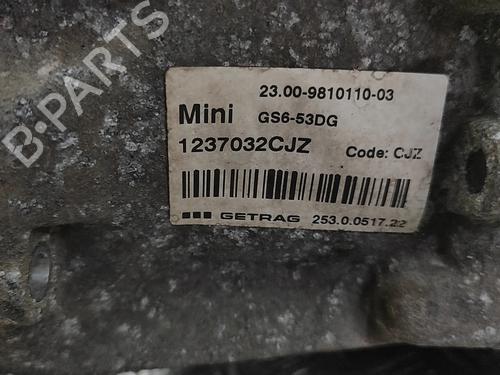 B-PARTS
23.00-9810110-03
Mini GS6-53DG
1237032CJZ Code: CJZ
GETRAG 253.0.0517.22